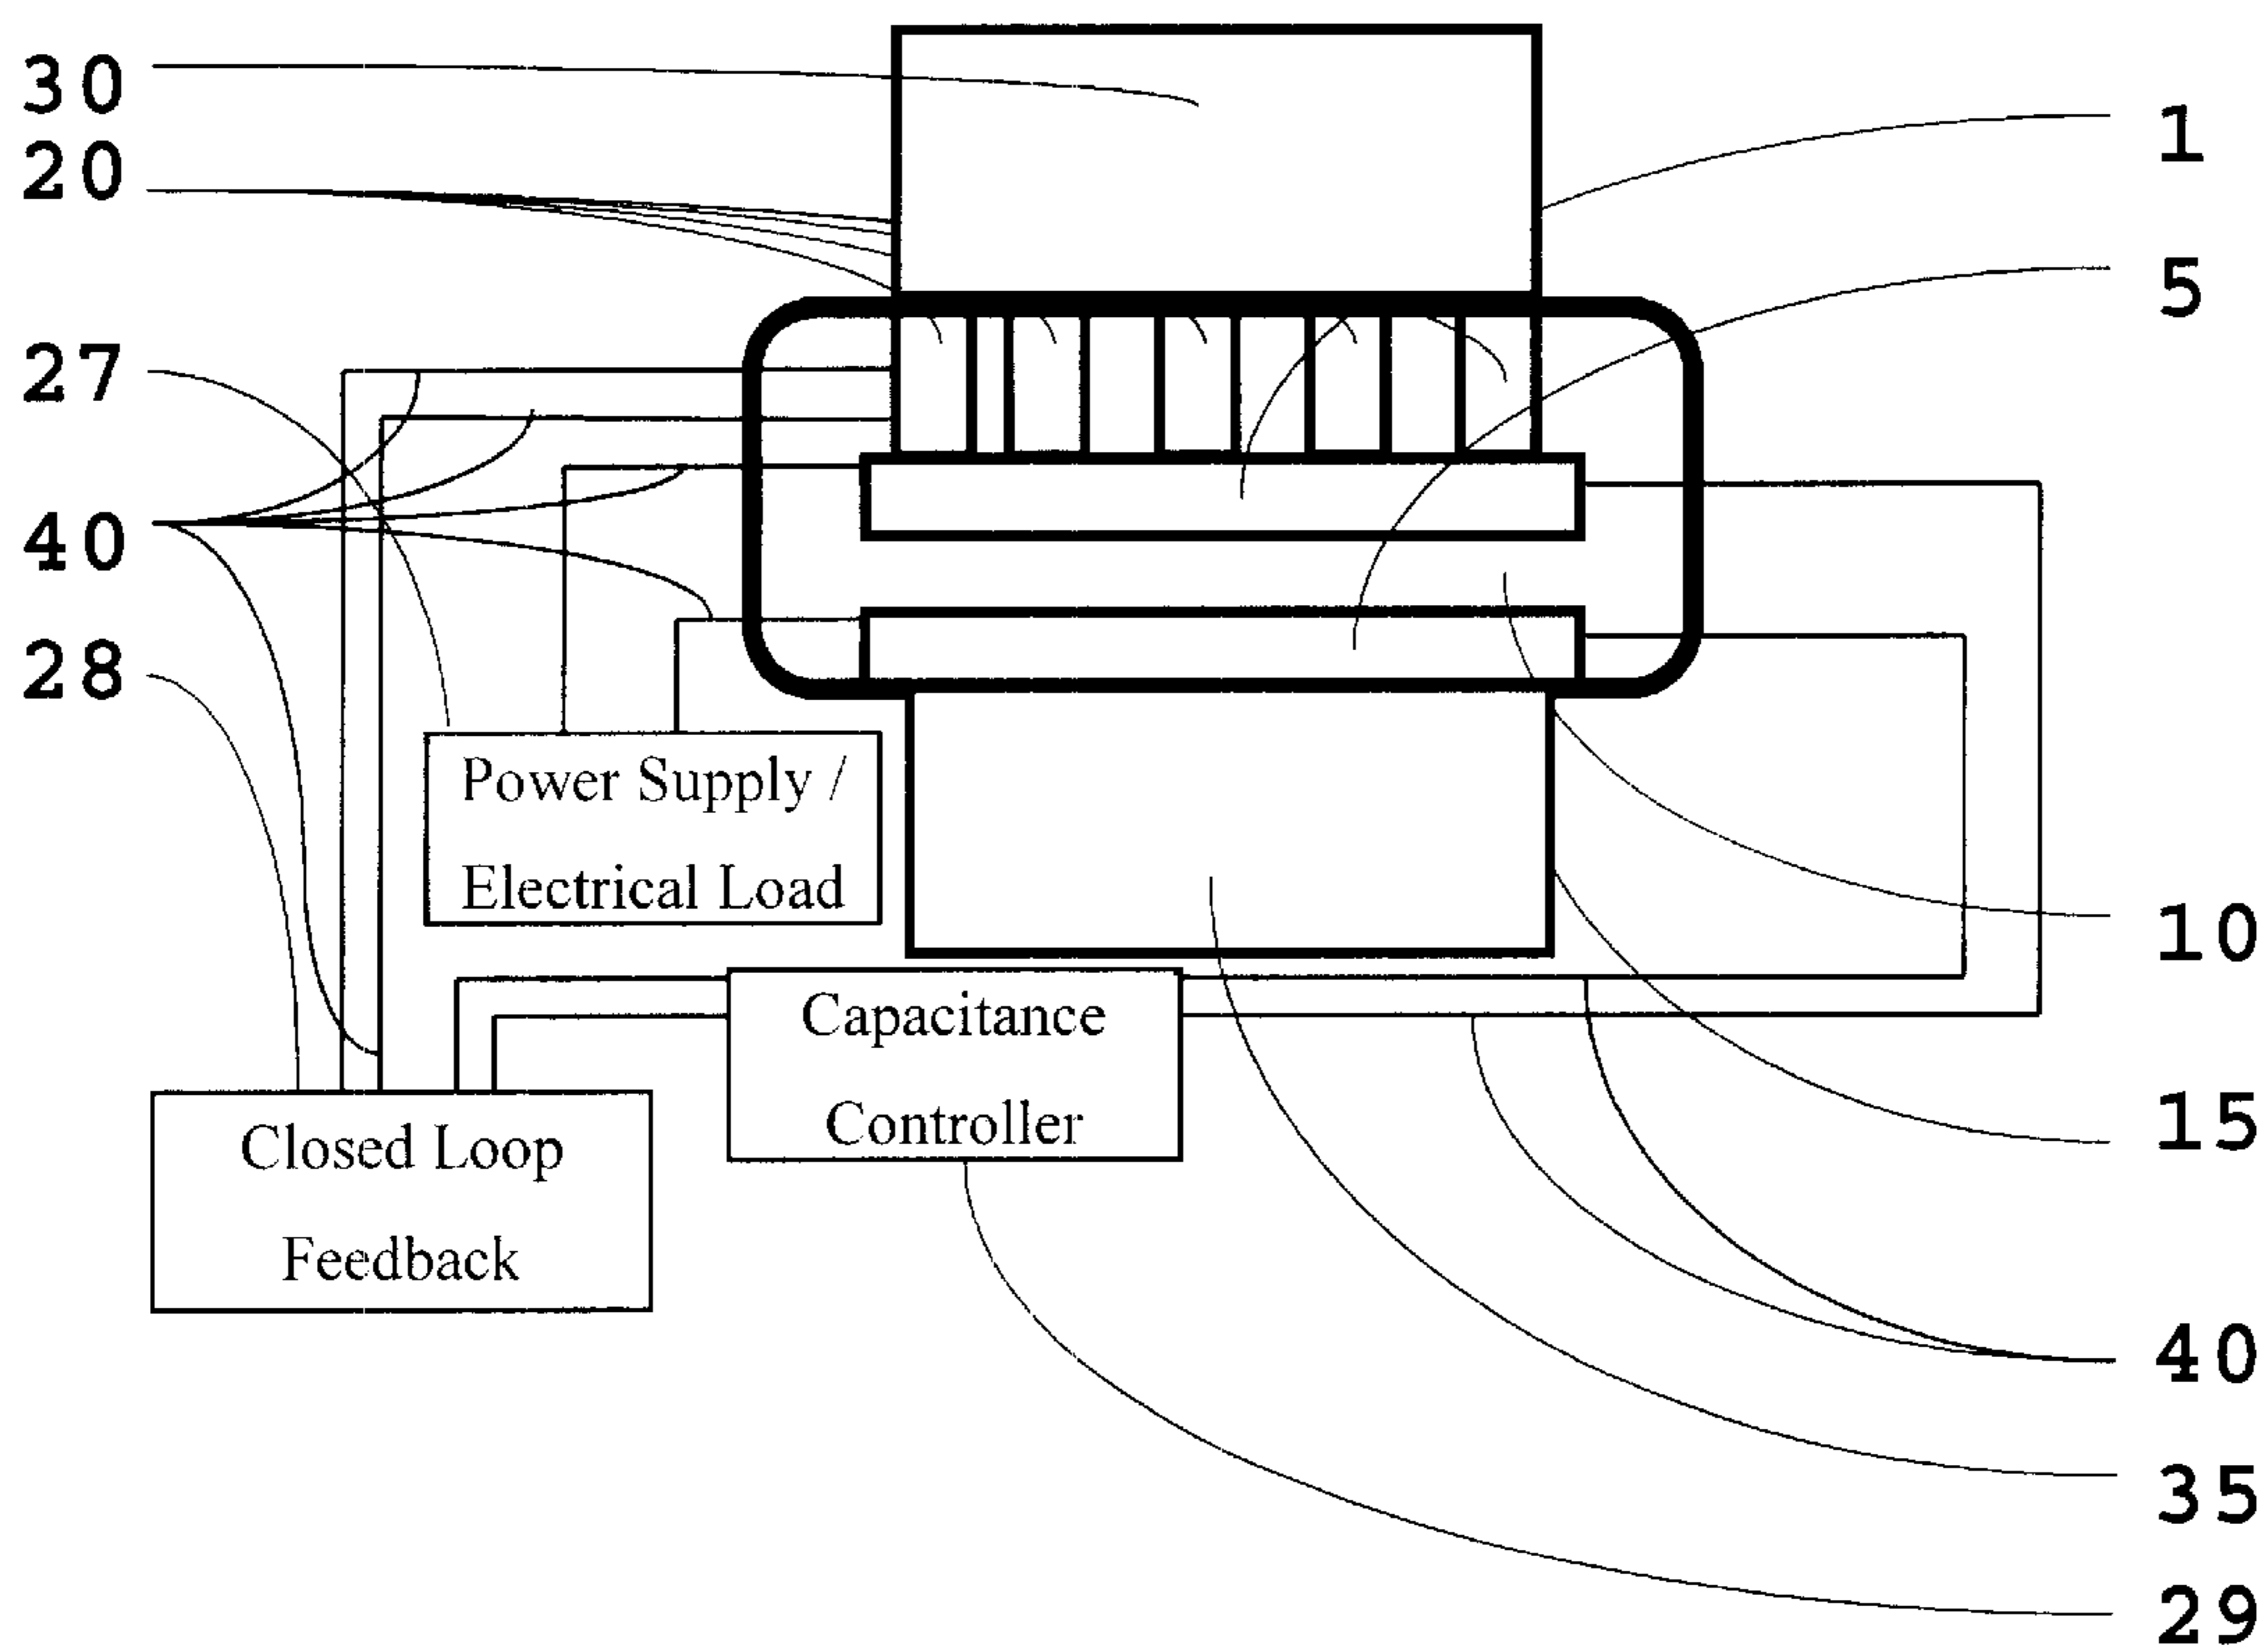 30
1
20
5
27
40
28
Power Supply /
Electrical Load
10
Capacitance
Controller
15
Closed Loop
Feedback
40
35
29